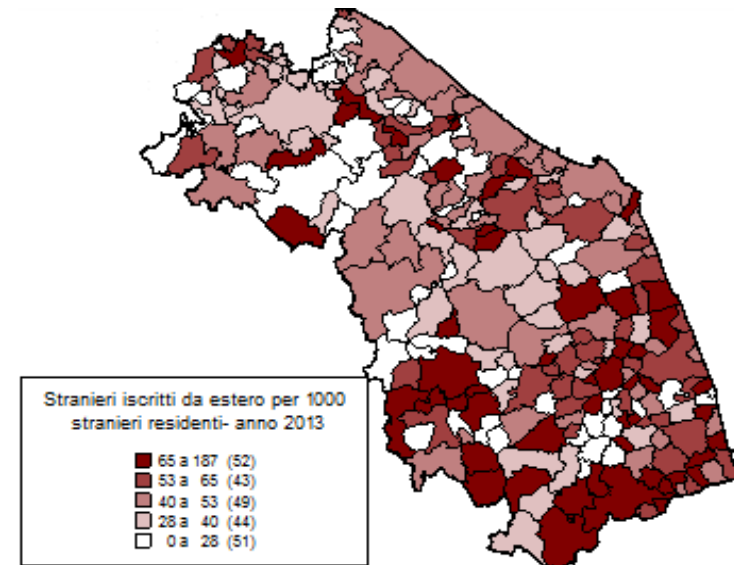 Stranieri iscritti da estero per 1000
stranieri residenti- anno 2013
65 a 187 (52)
53 a 65 (43)
40 a 53 (49)
28 a 40 (44)
0 a 28 (51)